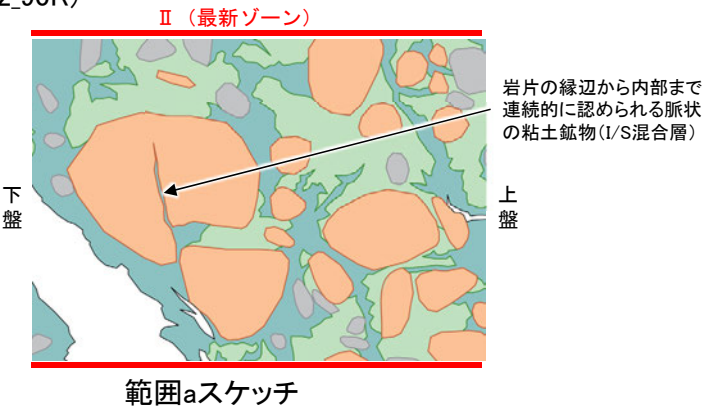 2_90R)
Ⅱ（最新ゾーン）
岩片の縁辺から内部まで
連続的に認められる脈状
の粘土鉱物(I/S混合層)
下
盤
上
盤
範囲aスケッチ